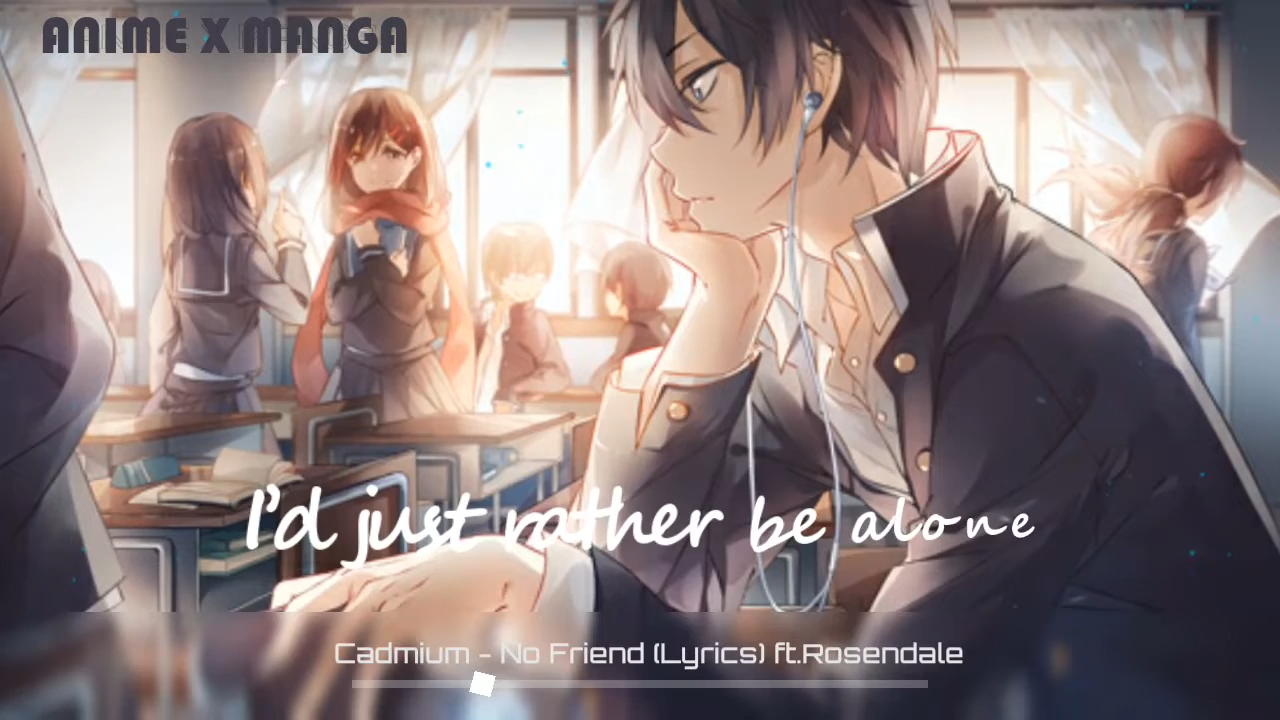 ANIME X MANGA
I'd just rather be alone
Cadmium - No Friend (Lyrics) ft.Rosendale